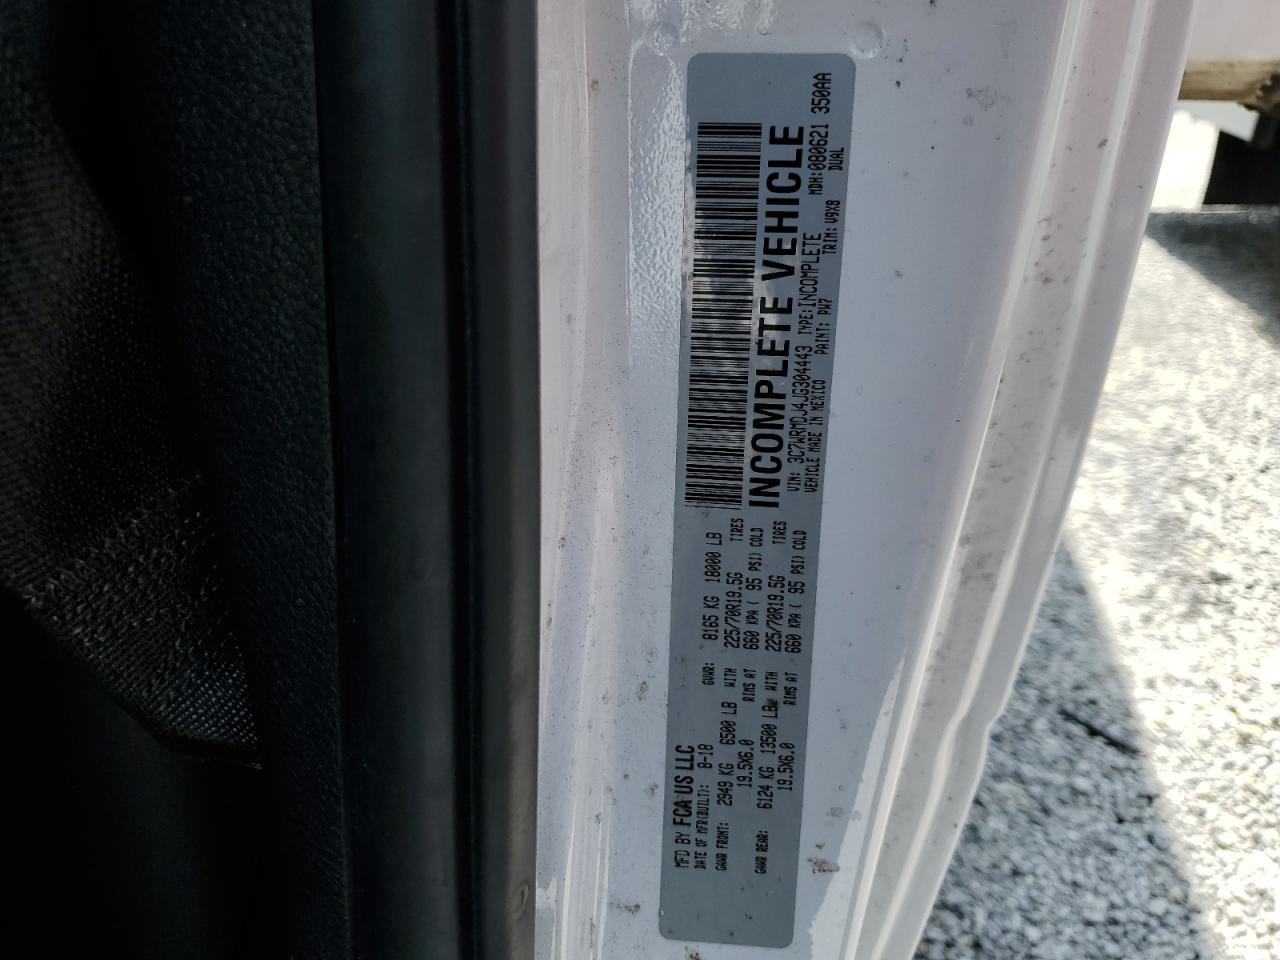 MFD BY FCA US LLC
DATE OF MFR(BUILT): 8-18 GVWR: 8165 KG 18000 LB
GAWR FRONT: 2949 KG 6500 LB WITH 225/70R19.5G TIRES
19.5X6.0 RIMS AT 660 KPA ( 95 PSI) COLD
GAWR REAR: 6124 KG 13500 LB WITH 225/70R19.5G TIRES
19.5X6.0 RIMS AT 660 KPA ( 95 PSI) COLD
INCOMPLETE VEHICLE
VIN: 3C7WRMDJ4JG304443 TYPE:INCOMPLETE MDH:080621 350AA
VEHICLE MADE IN MEXICO PAINT: PW7 TRIM: V9X8 DUAL